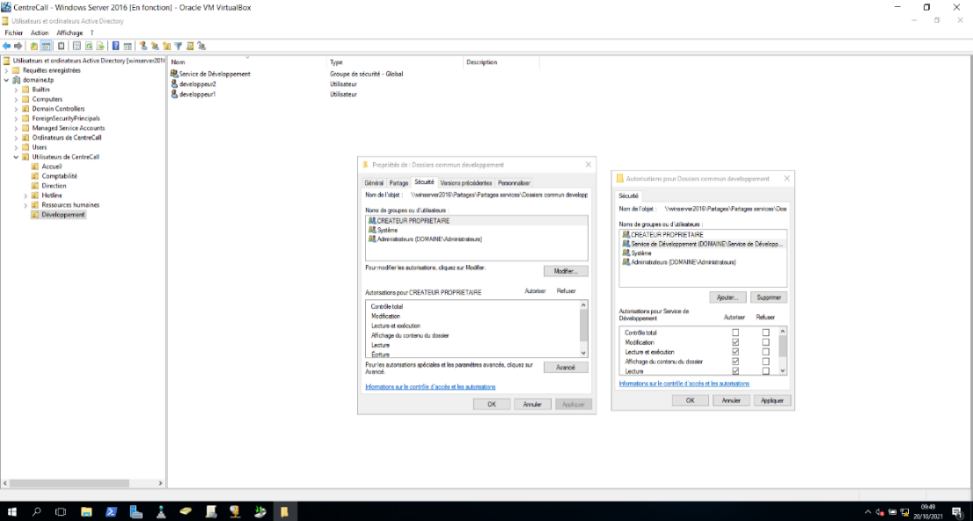 CentreCall - Windows Server 2016 [En fonction] - Oracle VM VirtualBox
Utilisateurs et ordinateurs Active Directory
Fichier Action Affichage ?
Utilisateurs et ordinateurs Active Directory [winserver201
Requêtes enregistrées
domaine.tp
Builtin
Computers
Domain Controllers
ForeignSecurityPrincipals
Managed Service Accounts
Ordinateurs de CentreCall
Users
Utilisateurs de CentreCall
Accueil
Comptabilité
Direction
Hotline
Ressources humaines
Développement
Nom Type Description
Service de Développement Groupe de sécurité - Global
developpeur2 Utilisateur
developpeur1 Utilisateur
Propriétés de : Dossiers commun developpement
Général Partage Sécurité Versions précédentes Personnaliser
Nom de l'objet : \\winserver2016\Partages\Partages services\Dossiers commun developp
Noms de groupes ou d'utilisateurs :
CREATEUR PROPRIETAIRE
Système
Administrateurs (DOMAINE\Administrateurs)
Pour modifier les autorisations, cliquez sur Modifier.
Modifier...
Autorisations pour CREATEUR PROPRIETAIRE Autoriser Refuser
Contrôle total
Modification
Lecture et exécution
Affichage du contenu du dossier
Lecture
Écriture
Pour les autorisations spéciales et les paramètres avancés, cliquez sur
Avancé.
Avancé
Informations sur le contrôle d'accès et les autorisations
OK Annuler Appliquer
Autorisations pour Dossiers commun developpement
Sécurité
Nom de l'objet : \\winserver2016\Partages\Partages services\Dos
Noms de groupes ou d'utilisateurs :
CREATEUR PROPRIETAIRE
Service de Développement (DOMAINE\Service de Développ...
Système
Administrateurs (DOMAINE\Administrateurs)
Ajouter... Supprimer
Autorisations pour Service de
Développement Autoriser Refuser
Contrôle total
Modification
Lecture et exécution
Affichage du contenu du dossier
Lecture
Informations sur le contrôle d'accès et les autorisations
OK Annuler Appliquer
09:49
20/10/2021